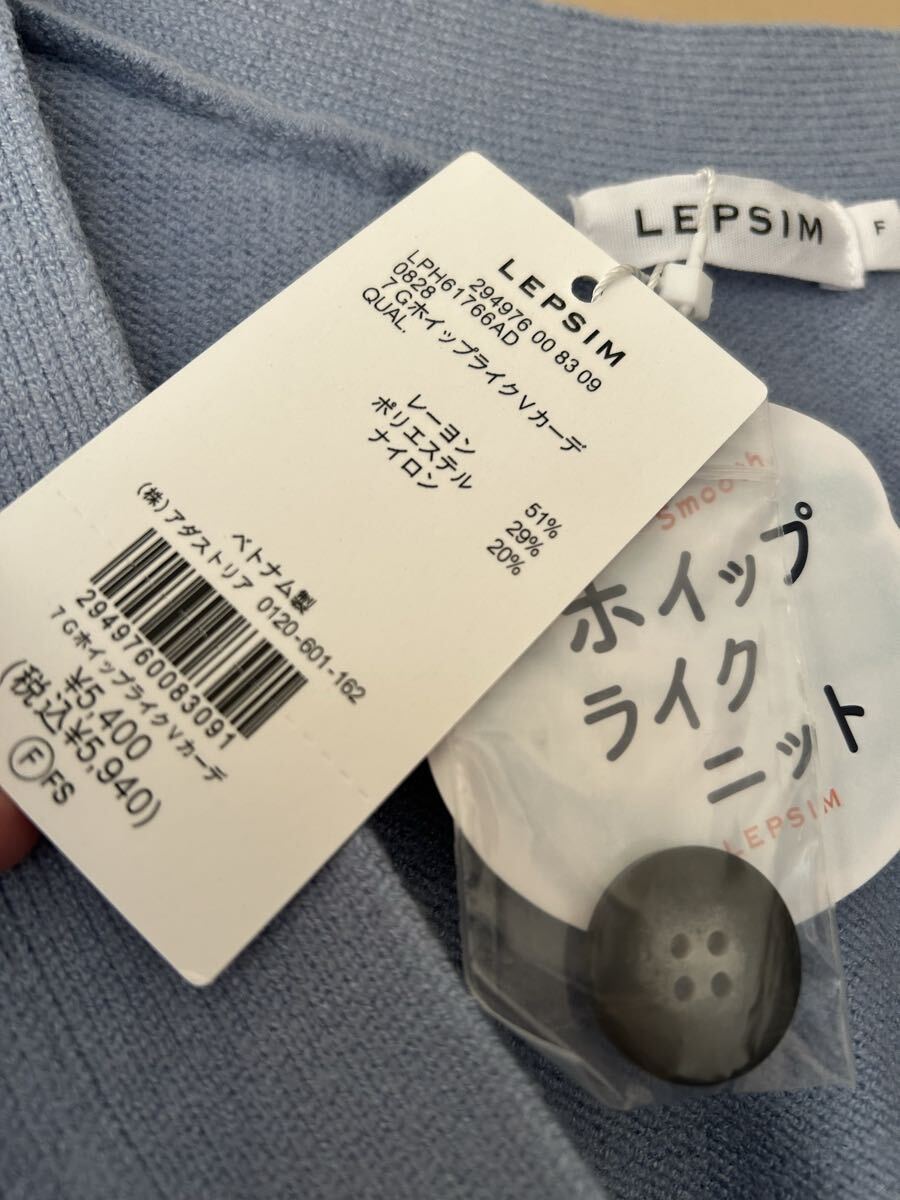 LEPSIM
F
LEPSIM
294976 00 83 09
LPH61766AD
0828
7Gホイップライク Vカーデ
QUAL.
レーヨン 51%
ポリエステル 29%
ナイロン 20%
ベトナム製
(株)アダストリア 0120-601-162
294976008309​1
7GホイップライクVカーデ
¥5,400
(税込¥5,940)
Ⓕ FS
Smooth
ホイップ
ライク
ニット
LEPSIM